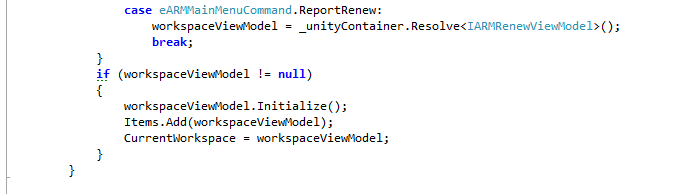 case eARMMainMenuCommand.ReportRenew:
workspaceViewModel = _unityContainer.Resolve<IARMRenewViewModel>();
break;
}
if (workspaceViewModel != null)
{
workspaceViewModel.Initialize();
Items.Add(workspaceViewModel);
CurrentWorkspace = workspaceViewModel;
}
}